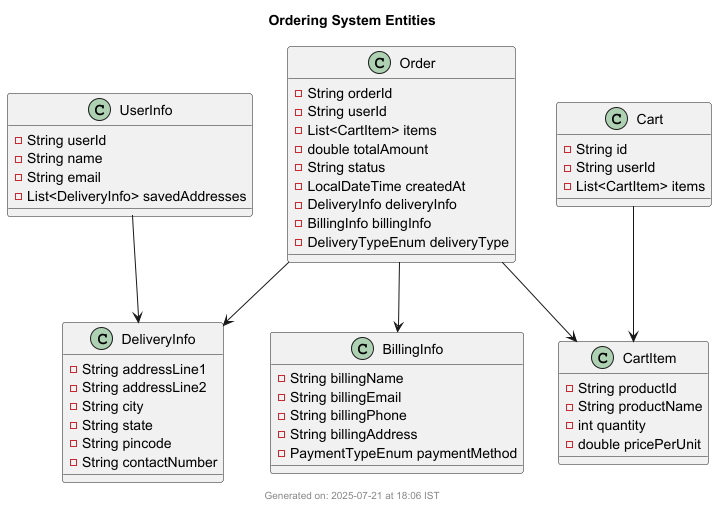 Ordering System Entities
C UserInfo
String userId
String name
String email
List<DeliveryInfo> savedAddresses
C Order
String orderId
String userId
List<CartItem> items
double totalAmount
String status
LocalDateTime createdAt
DeliveryInfo deliveryInfo
BillingInfo billingInfo
DeliveryTypeEnum deliveryType
C Cart
String id
String userId
List<CartItem> items
C DeliveryInfo
String addressLine1
String addressLine2
String city
String state
String pincode
String contactNumber
C BillingInfo
String billingName
String billingEmail
String billingPhone
String billingAddress
PaymentTypeEnum paymentMethod
C CartItem
String productId
String productName
int quantity
double pricePerUnit
Generated on: 2025-07-21 at 18:06 IST